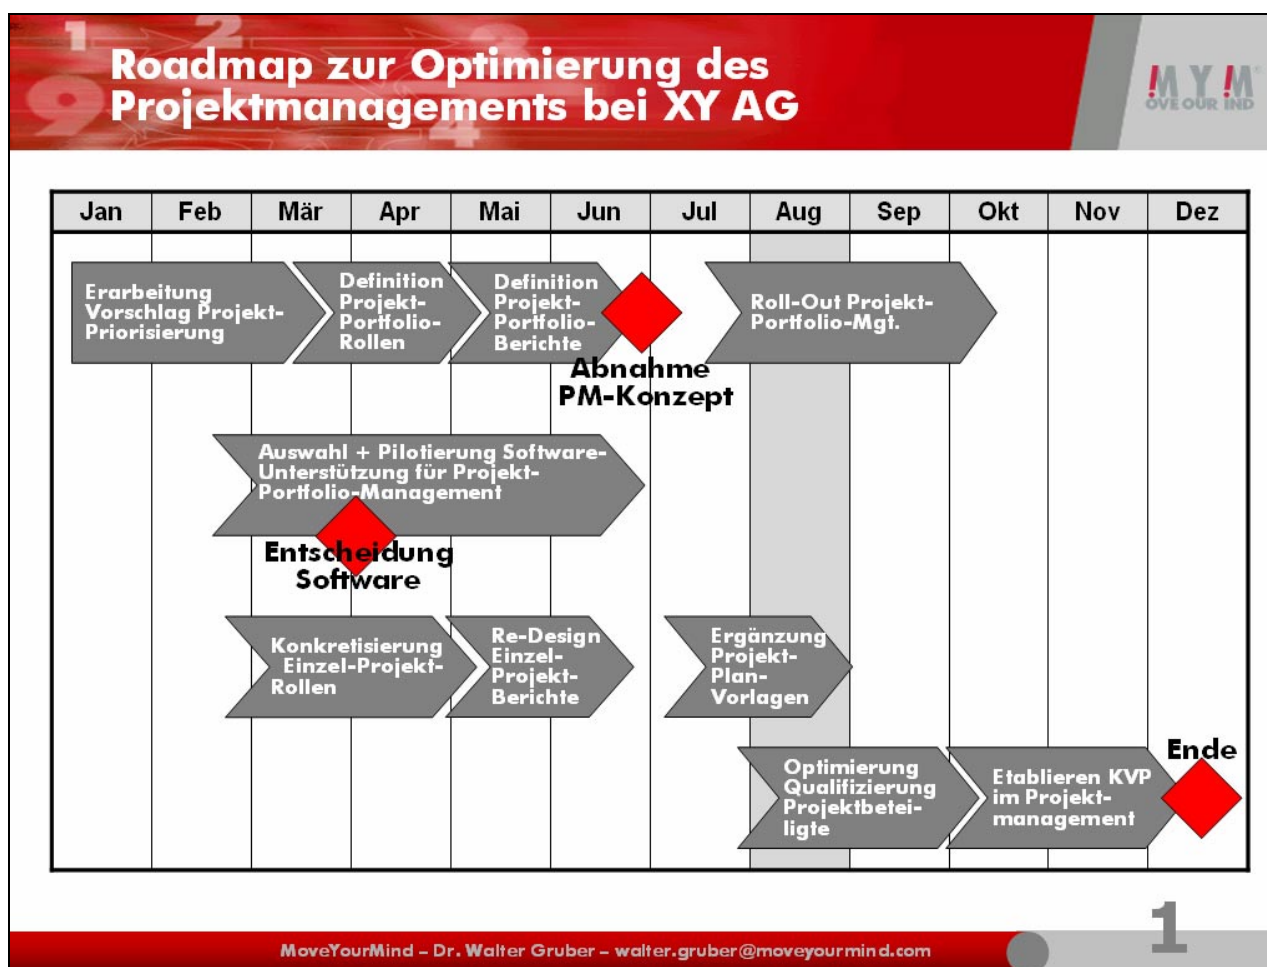 1 2
9 4
Roadmap zur Optimierung des
Projektmanagements bei XY AG
M Y M
OVE OUR IND
Jan Feb Mär Apr Mai Jun Jul Aug Sep Okt Nov Dez
Erarbeitung
Vorschlag Projekt-
Priorisierung
Definition
Projekt-
Portfolio-
Rollen
Definition
Projekt-
Portfolio-
Berichte
Abnahme
PM-Konzept
Roll-Out Projekt-
Portfolio-Mgt.
Auswahl + Pilotierung Software-
Unterstützung für Projekt-
Portfolio-Management
Entscheidung
Software
Konkretisierung
Einzel-Projekt-
Rollen
Re-Design
Einzel-
Projekt-
Berichte
Ergänzung
Projekt-
Plan-
Vorlagen
Optimierung
Qualifizierung
Projektbetei-
ligte
Etablieren KVP
im Projekt-
management
Ende
MoveYourMind – Dr. Walter Gruber – walter.gruber@moveyourmind.com
1